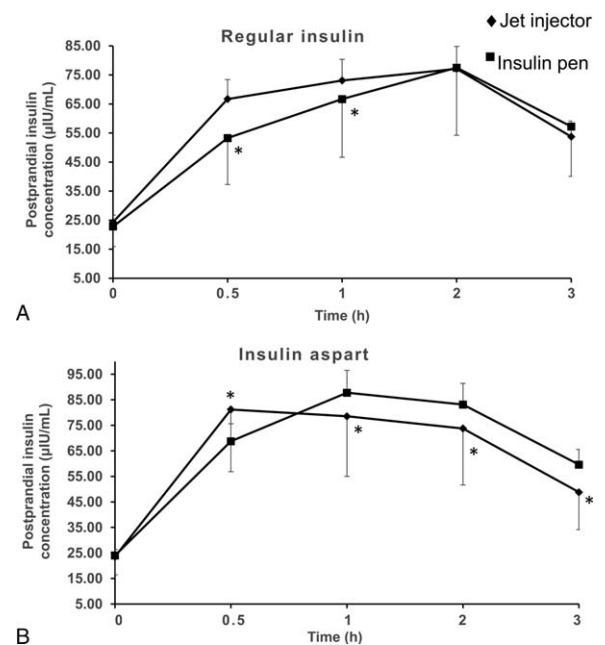 Jet injector
Regular insulin
Insulin pen
Postprandial insulin
concentration (µIU/mL)
85.00
75.00
65.00
55.00
45.00
35.00
25.00
15.00
5.00
*
*
0
0.5
1
2
3
Time (h)
A
Insulin aspart
Postprandial insulin
concentration (µIU/mL)
95.00
85.00
75.00
65.00
55.00
45.00
35.00
25.00
15.00
5.00
*
*
*
*
0
0.5
1
2
3
Time (h)
B